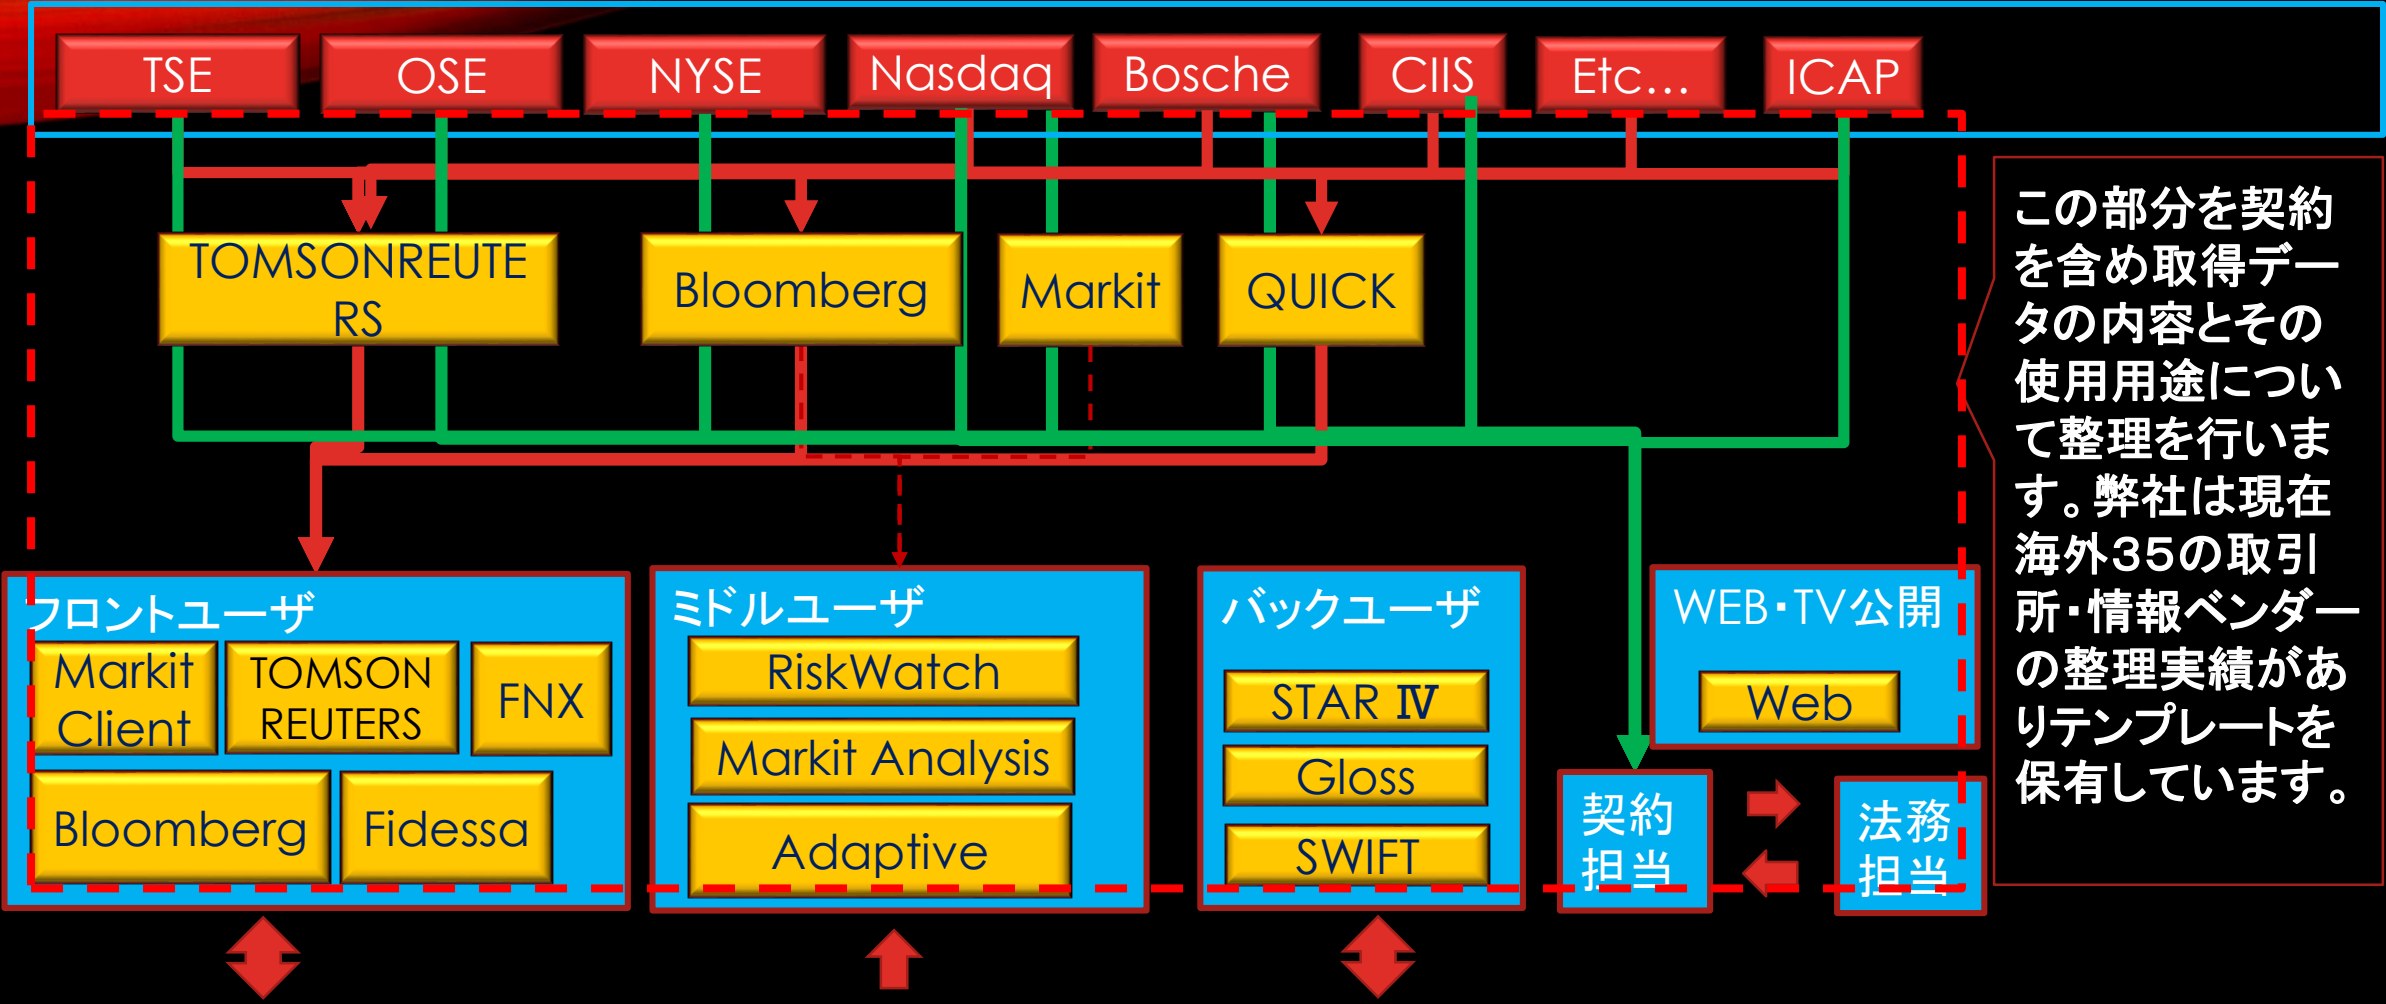 TSE
OSE
NYSE
Nasdaq
Bosche
CIIS
Etc…
ICAP
TOMSONREUTE
RS
Bloomberg
Markit
QUICK
この部分を契約
を含め取得デー
タの内容とその
使用用途につい
て整理を行いま
す。弊社は現在
海外35の取引
所・情報ベンダー
の整理実績があ
りテンプレートを
保有しています。
フロントユーザ
Markit
Client
TOMSON
REUTERS
FNX
Bloomberg
Fidessa
ミドルユーザ
RiskWatch
Markit Analysis
Adaptive
バックユーザ
STAR Ⅳ
Gloss
SWIFT
WEB・TV公開
Web
契約
担当
法務
担当